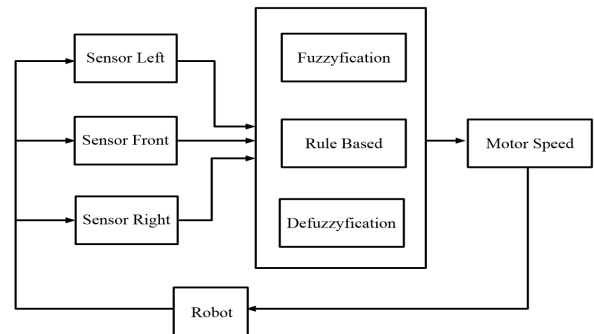 Sensor Left
Sensor Front
Sensor Right
Fuzzyfication
Rule Based
Defuzzyfication
Motor Speed
Robot